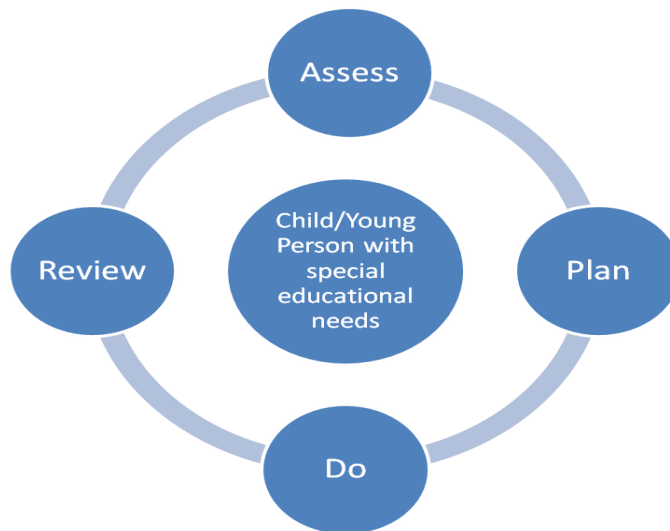 Assess
Child/Young
Person with
special
educational
needs
Review
Plan
Do